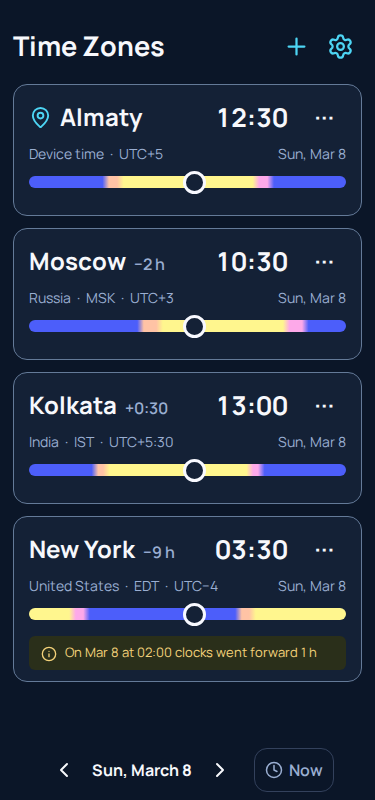 Time Zones
Almaty 12:30 ...
Device time · UTC+5 Sun, Mar 8
Moscow −2 h 10:30 ...
Russia · MSK · UTC+3 Sun, Mar 8
Kolkata +0:30 13:00 ...
India · IST · UTC+5:30 Sun, Mar 8
New York −9 h 03:30 ...
United States · EDT · UTC−4 Sun, Mar 8
On Mar 8 at 02:00 clocks went forward 1 h
Sun, March 8 Now